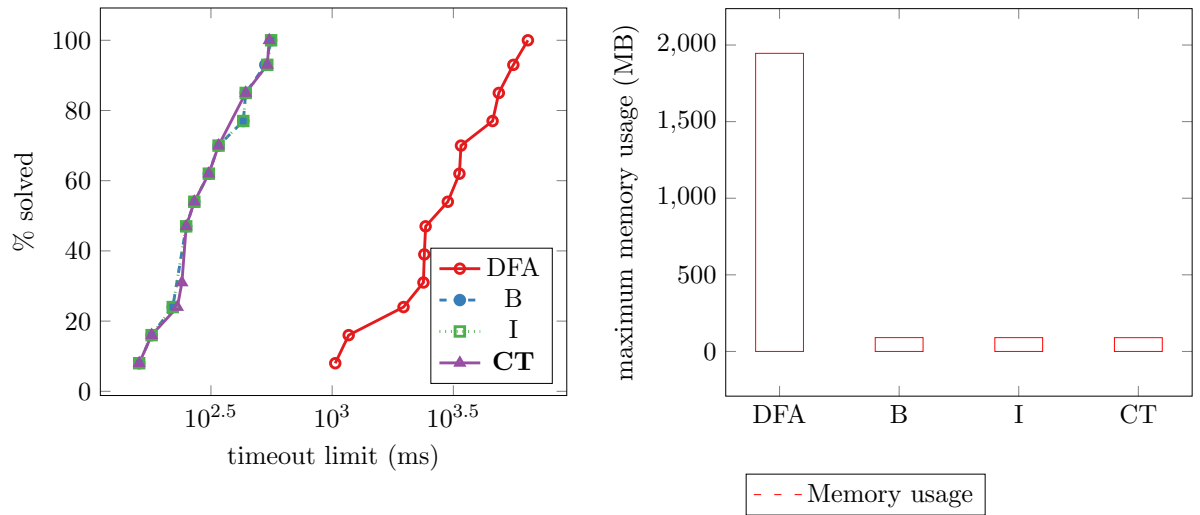 % solved
100
80
60
40
20
0
10^2.5
10^3
10^3.5
timeout limit (ms)
DFA
B
I
CT
maximum memory usage (MB)
2,000
1,500
1,000
500
0
DFA
B
I
CT
Memory usage